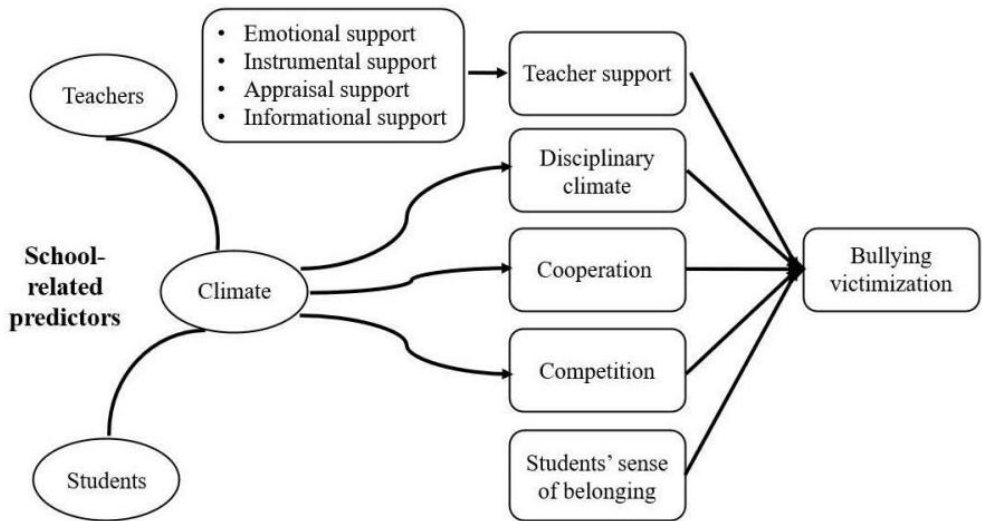 Teachers
• Emotional support
• Instrumental support
• Appraisal support
• Informational support
Teacher support
Disciplinary
climate
School-
related
predictors
Climate
Cooperation
Bullying
victimization
Competition
Students
Students’ sense
of belonging